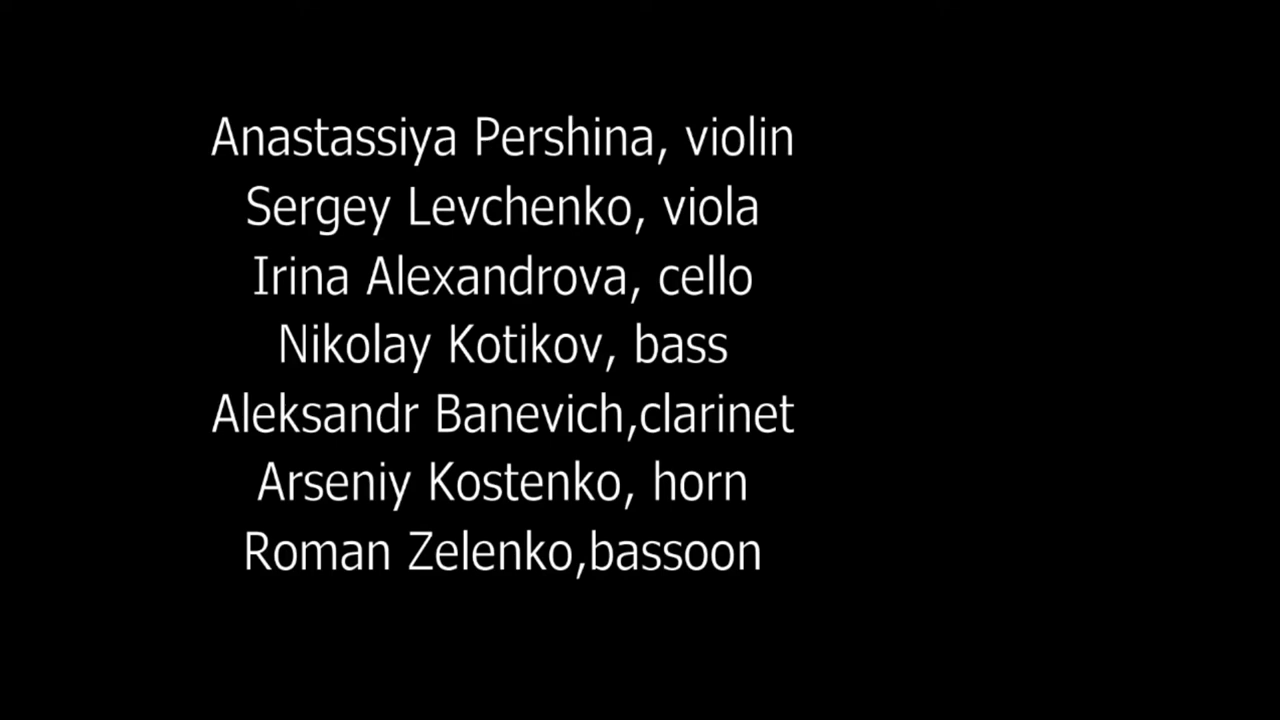 Anastassiya Pershina, violin
Sergey Levchenko, viola
Irina Alexandrova, cello
Nikolay Kotikov, bass
Aleksandr Banevich,clarinet
Arseniy Kostenko, horn
Roman Zelenko,bassoon